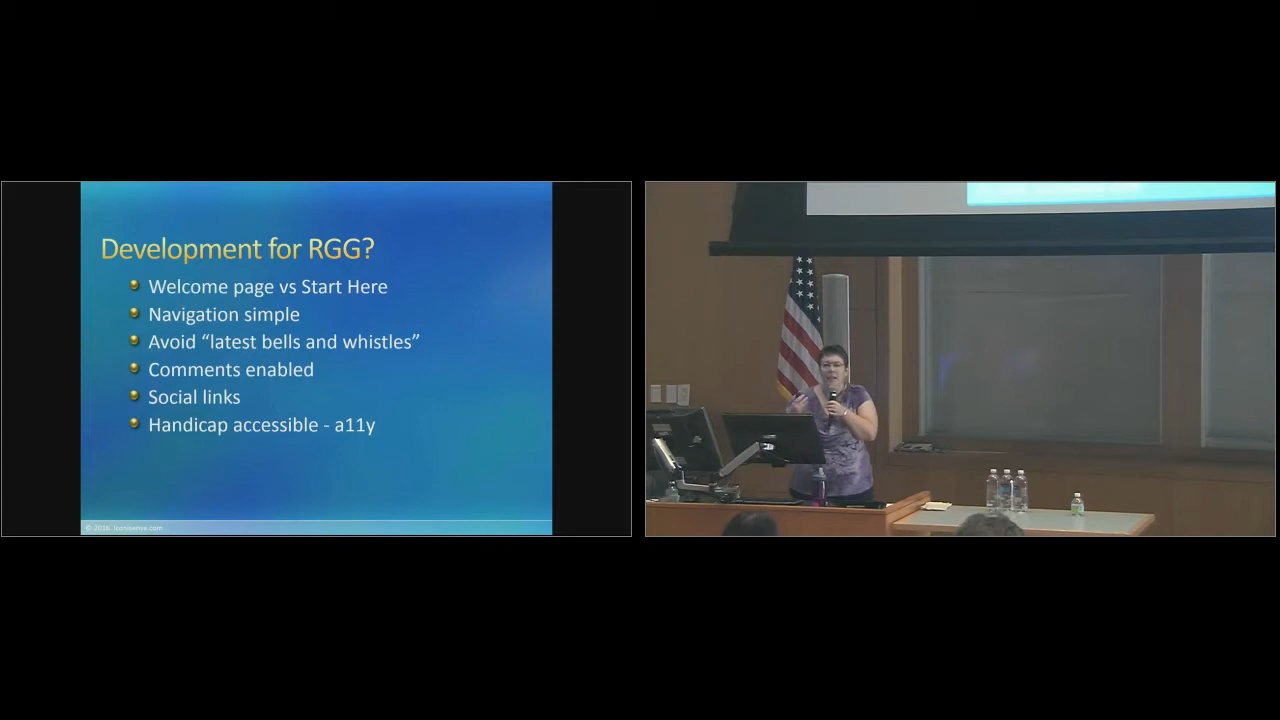 Development for RGG?
Welcome page vs Start Here
Navigation simple
Avoid “latest bells and whistles”
Comments enabled
Social links
Handicap accessible - a11y
© 2016.